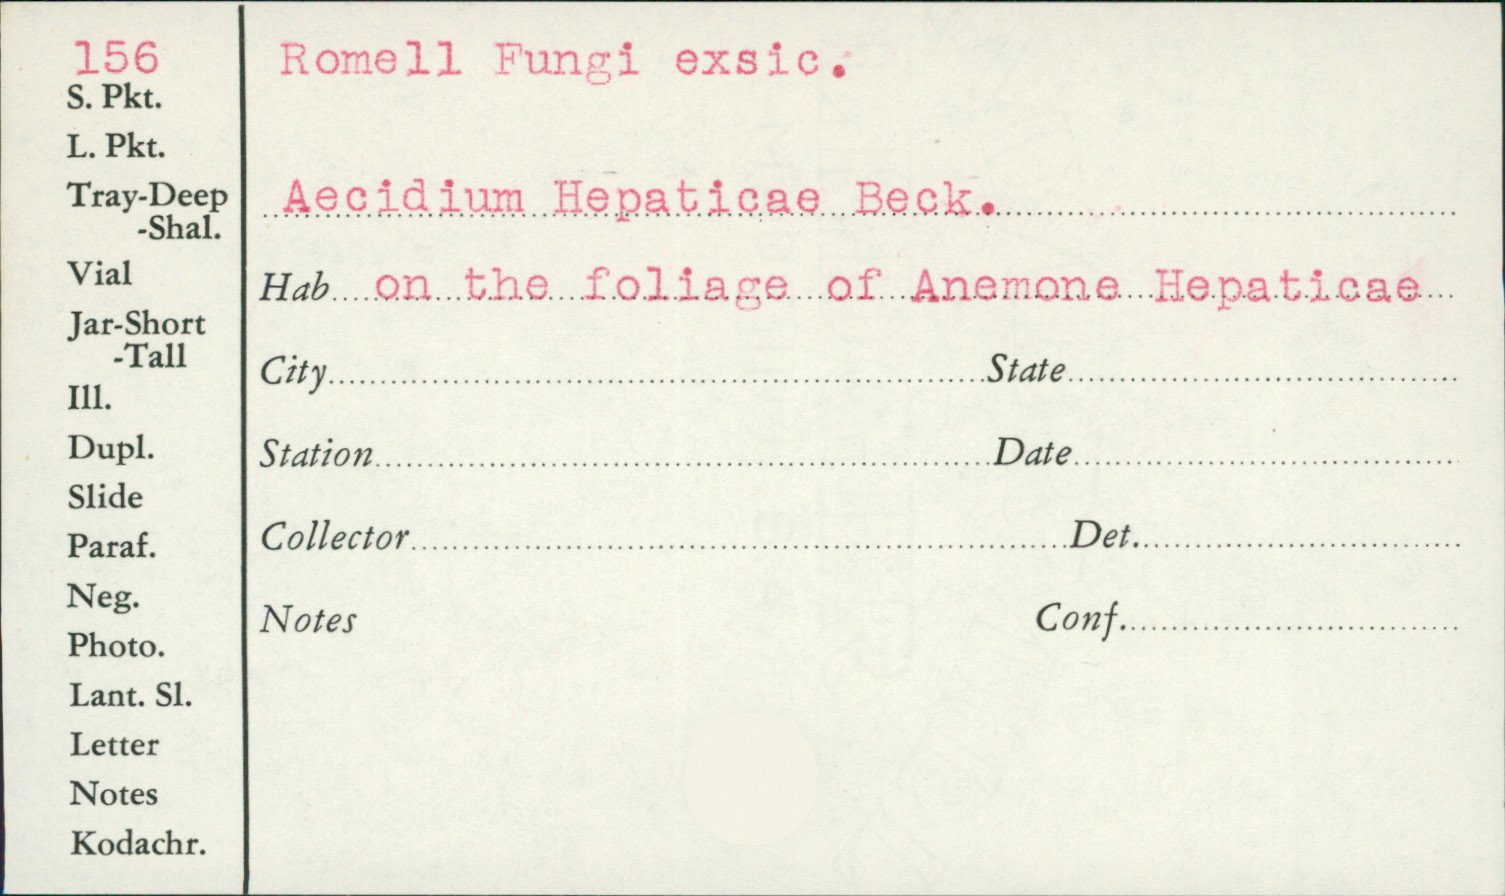 156
S. Pkt.
L. Pkt.
Tray-Deep
-Shal.
Vial
Jar-Short
-Tall
Ill.
Dupl.
Slide
Paraf.
Neg.
Photo.
Lant. Sl.
Letter
Notes
Kodachr.
Romell Fungi exsic.
Aecidium Hepaticae Beck.
Hab on the foliage of Anemone Hepaticae
City State
Station Date
Collector Det.
Notes Conf.